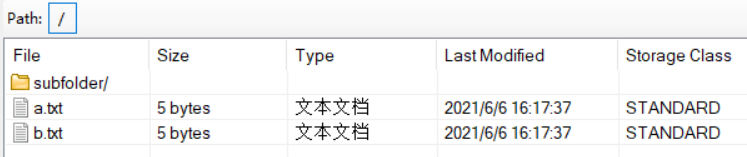 Path: /
File Size Type Last Modified Storage Class
subfolder/
a.txt 5 bytes 文本文档 2021/6/6 16:17:37 STANDARD
b.txt 5 bytes 文本文档 2021/6/6 16:17:37 STANDARD